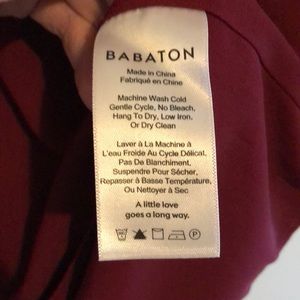 BABATON
Made in China
Fabriqué en Chine
Machine Wash Cold
Gentle Cycle, No Bleach,
Hang To Dry, Low Iron,
Or Dry Clean
Laver À La Machine à
L'eau Froide Au Cycle Délicat,
Pas De Blanchiment,
Suspendre Pour Sécher,
Repasser à Basse Température,
Ou Nettoyer à Sec
A little love
goes a long way.